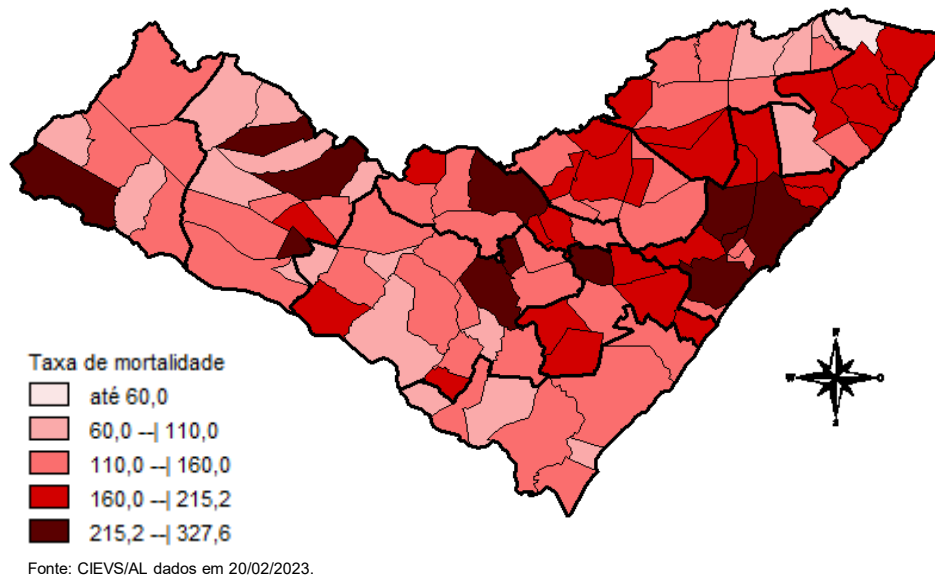 Taxa de mortalidade
até 60,0
60,0 --| 110,0
110,0 --| 160,0
160,0 --| 215,2
215,2 --| 327,6
Fonte: CIEVS/AL dados em 20/02/2023.
N
W
O
S